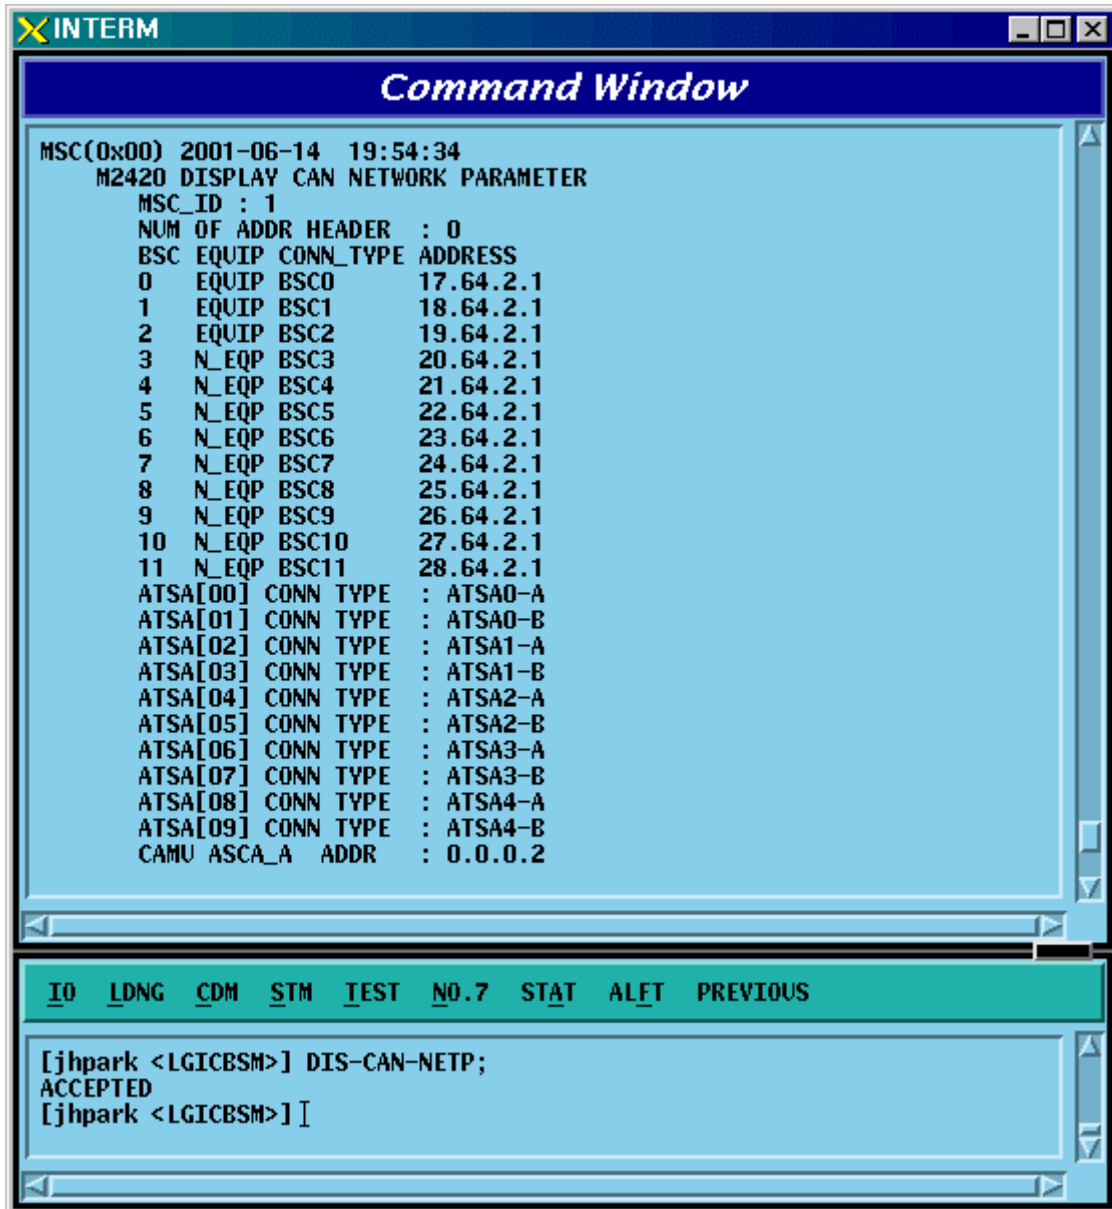 INTERM
Command Window
MSC(0x00) 2001-06-14 19:54:34
M2420 DISPLAY CAN NETWORK PARAMETER
MSC_ID : 1
NUM OF ADDR HEADER : 0
BSC EQUIP CONN_TYPE ADDRESS
0 EQUIP BSC0 17.64.2.1
1 EQUIP BSC1 18.64.2.1
2 EQUIP BSC2 19.64.2.1
3 N_EQP BSC3 20.64.2.1
4 N_EQP BSC4 21.64.2.1
5 N_EQP BSC5 22.64.2.1
6 N_EQP BSC6 23.64.2.1
7 N_EQP BSC7 24.64.2.1
8 N_EQP BSC8 25.64.2.1
9 N_EQP BSC9 26.64.2.1
10 N_EQP BSC10 27.64.2.1
11 N_EQP BSC11 28.64.2.1
ATSA[00] CONN TYPE : ATSA0-A
ATSA[01] CONN TYPE : ATSA0-B
ATSA[02] CONN TYPE : ATSA1-A
ATSA[03] CONN TYPE : ATSA1-B
ATSA[04] CONN TYPE : ATSA2-A
ATSA[05] CONN TYPE : ATSA2-B
ATSA[06] CONN TYPE : ATSA3-A
ATSA[07] CONN TYPE : ATSA3-B
ATSA[08] CONN TYPE : ATSA4-A
ATSA[09] CONN TYPE : ATSA4-B
CAMU ASCA_A ADDR : 0.0.0.2
IO LDNG CDM STM TEST NO.7 STAT ALFT PREVIOUS
[jhpark <LGICBSM>] DIS-CAN-NETP;
ACCEPTED
[jhpark <LGICBSM>]